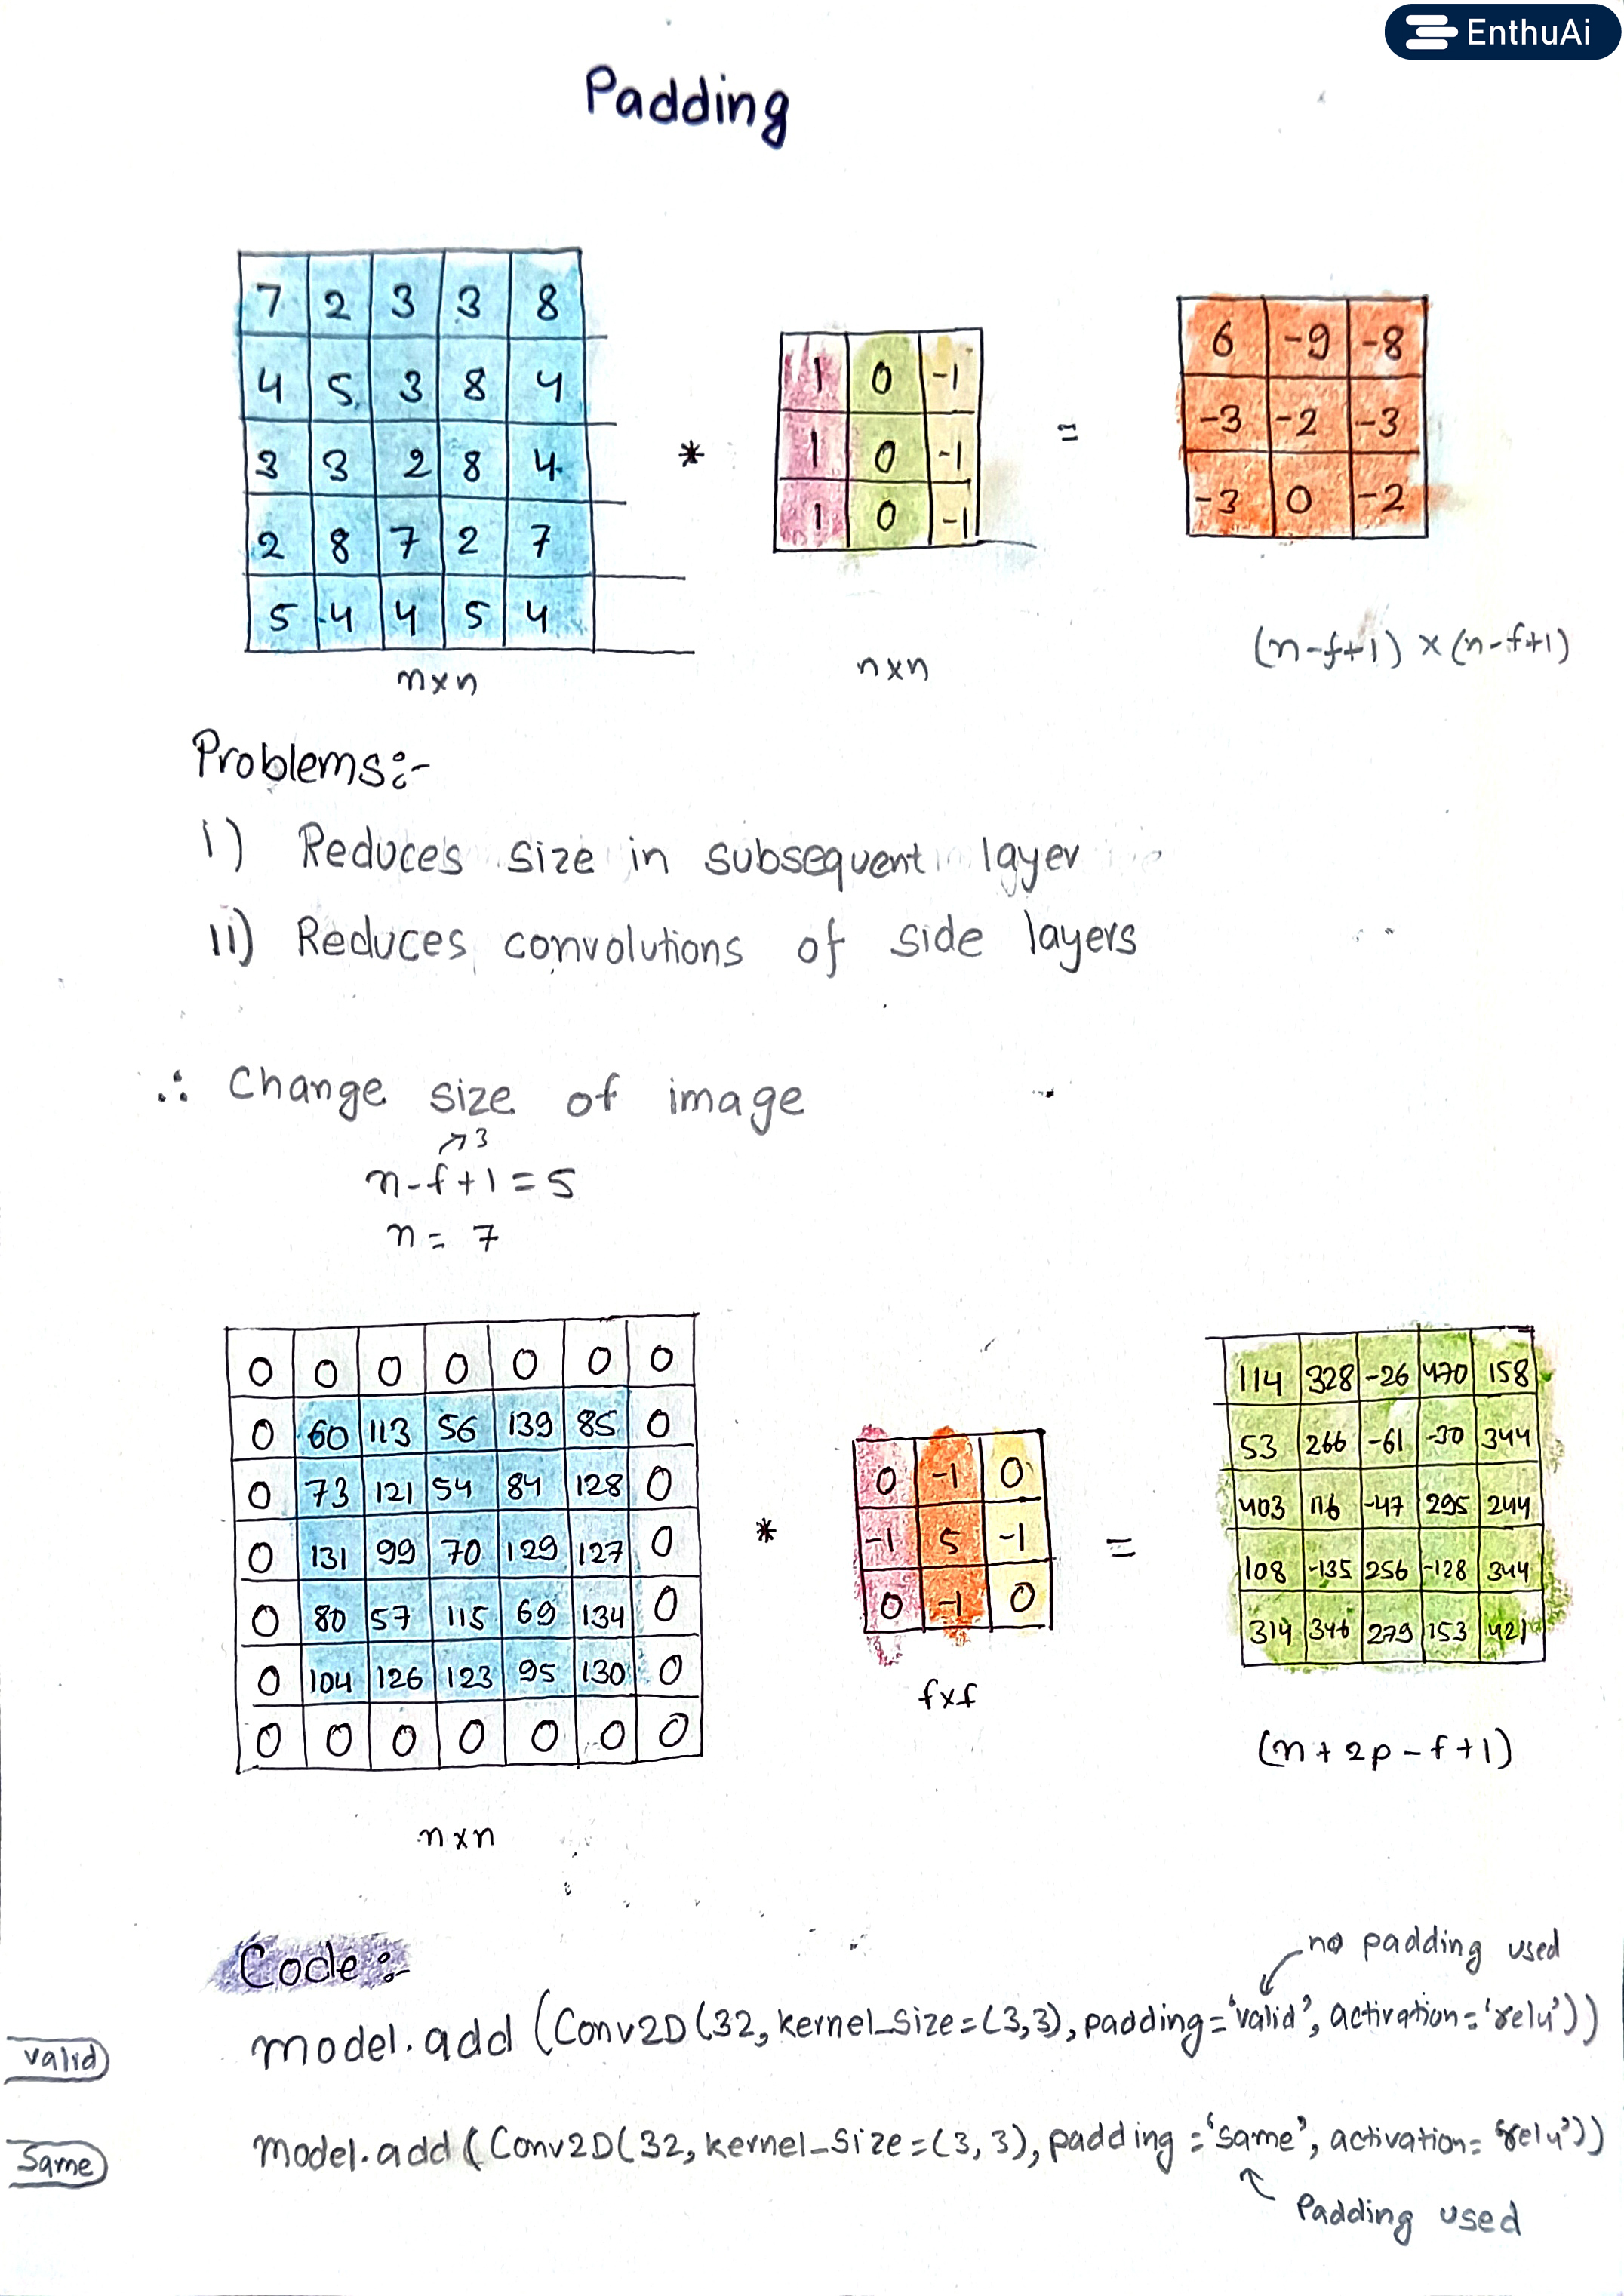 EnthuAi
Padding
7 2 3 3 8
4 5 3 8 4
3 3 2 8 4
2 8 7 2 7
5 4 4 5 4
n×n
*
1 0 -1
1 0 -1
1 0 -1
n×n
=
6 -9 -8
-3 -2 -3
-3 0 -2
(n-f+1) × (n-f+1)
Problems:-
i) Reduces size in subsequent layer
ii) Reduces convolutions of side layers
∴ Change size of image
↗3
n-f+1=5
n= 7
0 0 0 0 0 0 0
0 60 113 56 139 85 0
0 73 121 54 84 128 0
0 131 99 70 129 127 0
0 80 57 115 69 134 0
0 104 126 123 95 130 0
0 0 0 0 0 0 0
n×n
*
0 -1 0
-1 5 -1
0 -1 0
f×f
=
114 328 -26 470 158
53 266 -61 -30 344
403 116 -47 295 244
108 -135 256 -128 344
314 346 279 153 421
(n+2p-f+1)
Code:-
no padding used
valid
model.add (Conv2D(32, kernel_size=(3,3), padding='valid', activation='relu'))
Same
model.add (Conv2D(32, kernel_size=(3, 3), padding='same', activation='relu'))
Padding used